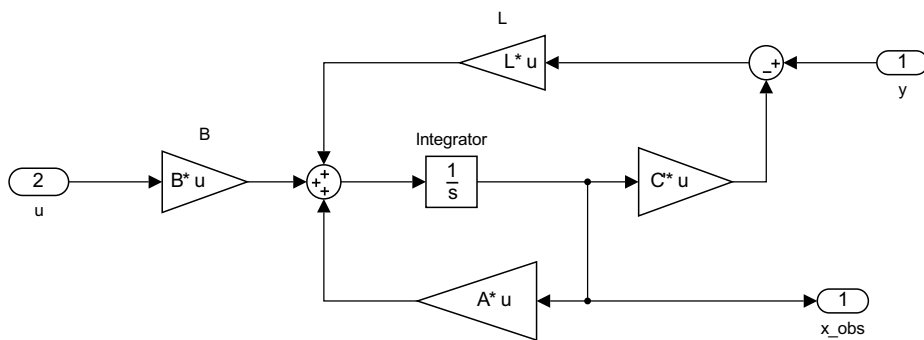 L
L* u
+
−
1
y
B
Integrator
2
u
B* u
+
+
+
1
s
C* u
A* u
1
x_obs